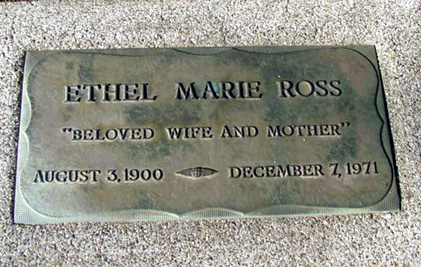 ETHEL MARIE ROSS
"BELOVED WIFE AND MOTHER"
AUGUST 3, 1900 DECEMBER 7, 1971